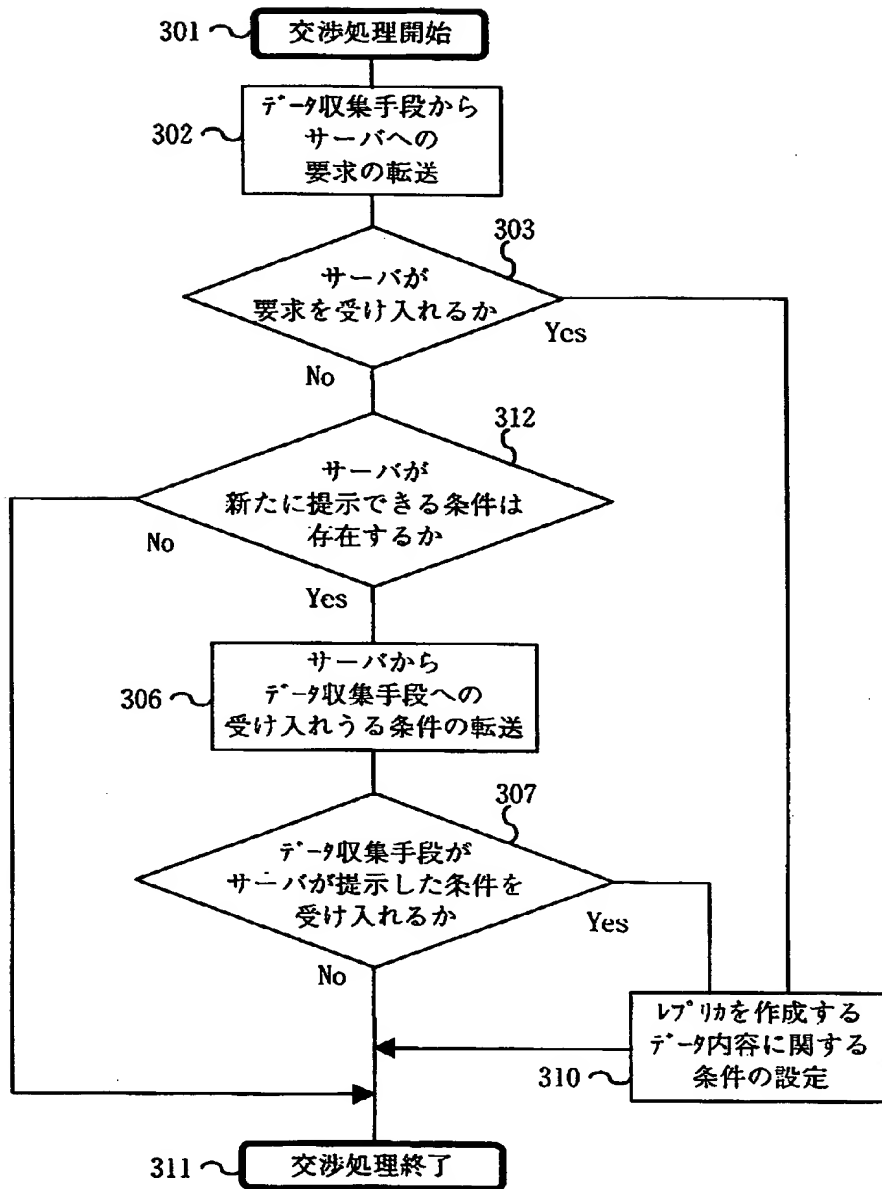 301
交渉処理開始
302
ﾃﾞｰﾀ収集手段から
サーバへの
要求の転送
303
サーバが
要求を受け入れるか
Yes
No
312
サーバが
新たに提示できる条件は
存在するか
No
Yes
306
サーバから
ﾃﾞｰﾀ収集手段への
受け入れうる条件の転送
307
ﾃﾞｰﾀ収集手段が
サーバが提示した条件を
受け入れるか
Yes
No
310
ﾚﾌﾟﾘｶを作成する
ﾃﾞｰﾀ内容に関する
条件の設定
311
交渉処理終了